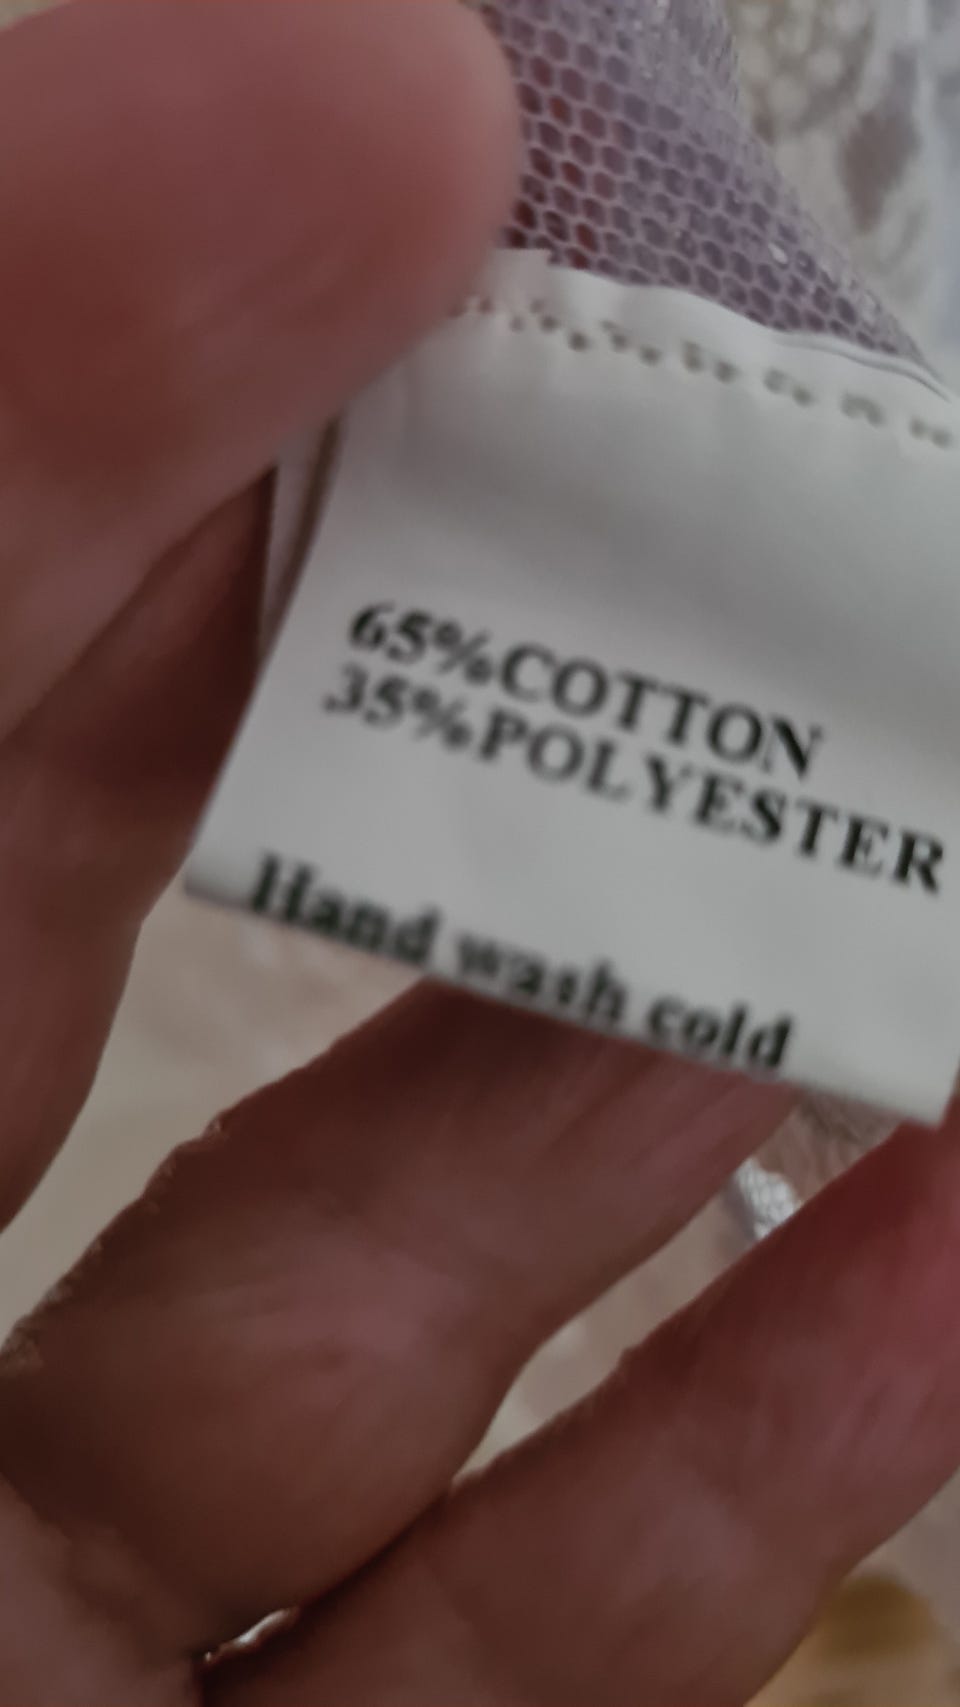 65%COTTON
35%POLYESTER
Hand wash cold